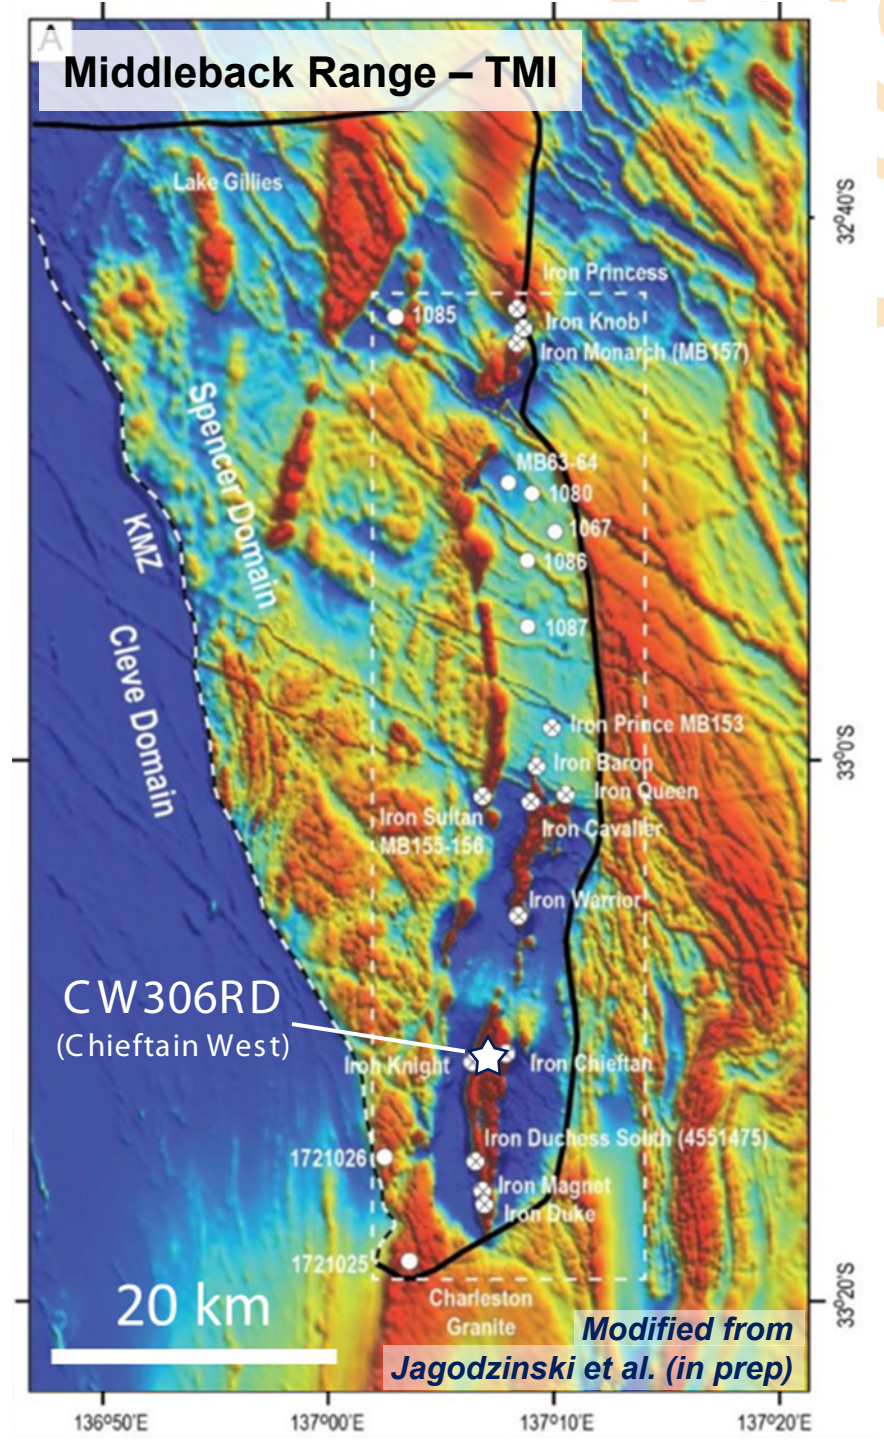 A
Middleback Range – TMI
Lake Gillies
32°40'S
Iron Princess
1085
Iron Knob
Iron Monarch (MB157)
Spencer Domain
MB63-64
1080
KMZ
1067
1086
Cleve Domain
1087
Iron Prince MB153
33°0'S
Iron Baron
Iron Queen
Iron Sultan
MB155-156
Iron Cavalier
Iron Warrior
CW306RD
(Chieftain West)
Iron Knight
Iron Chieftan
Iron Duchess South (4551475)
1721026
Iron Magnet
Iron Duke
1721025
20 km
Charleston
Granite
33°20'S
Modified from
Jagodzinski et al. (in prep)
136°50'E
137°00'E
137°10'E
137°20'E